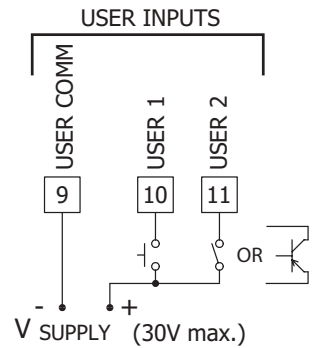 USER INPUTS
USER COMM
USER 1
USER 2
9
10
11
OR
- +
V SUPPLY (30V max.)